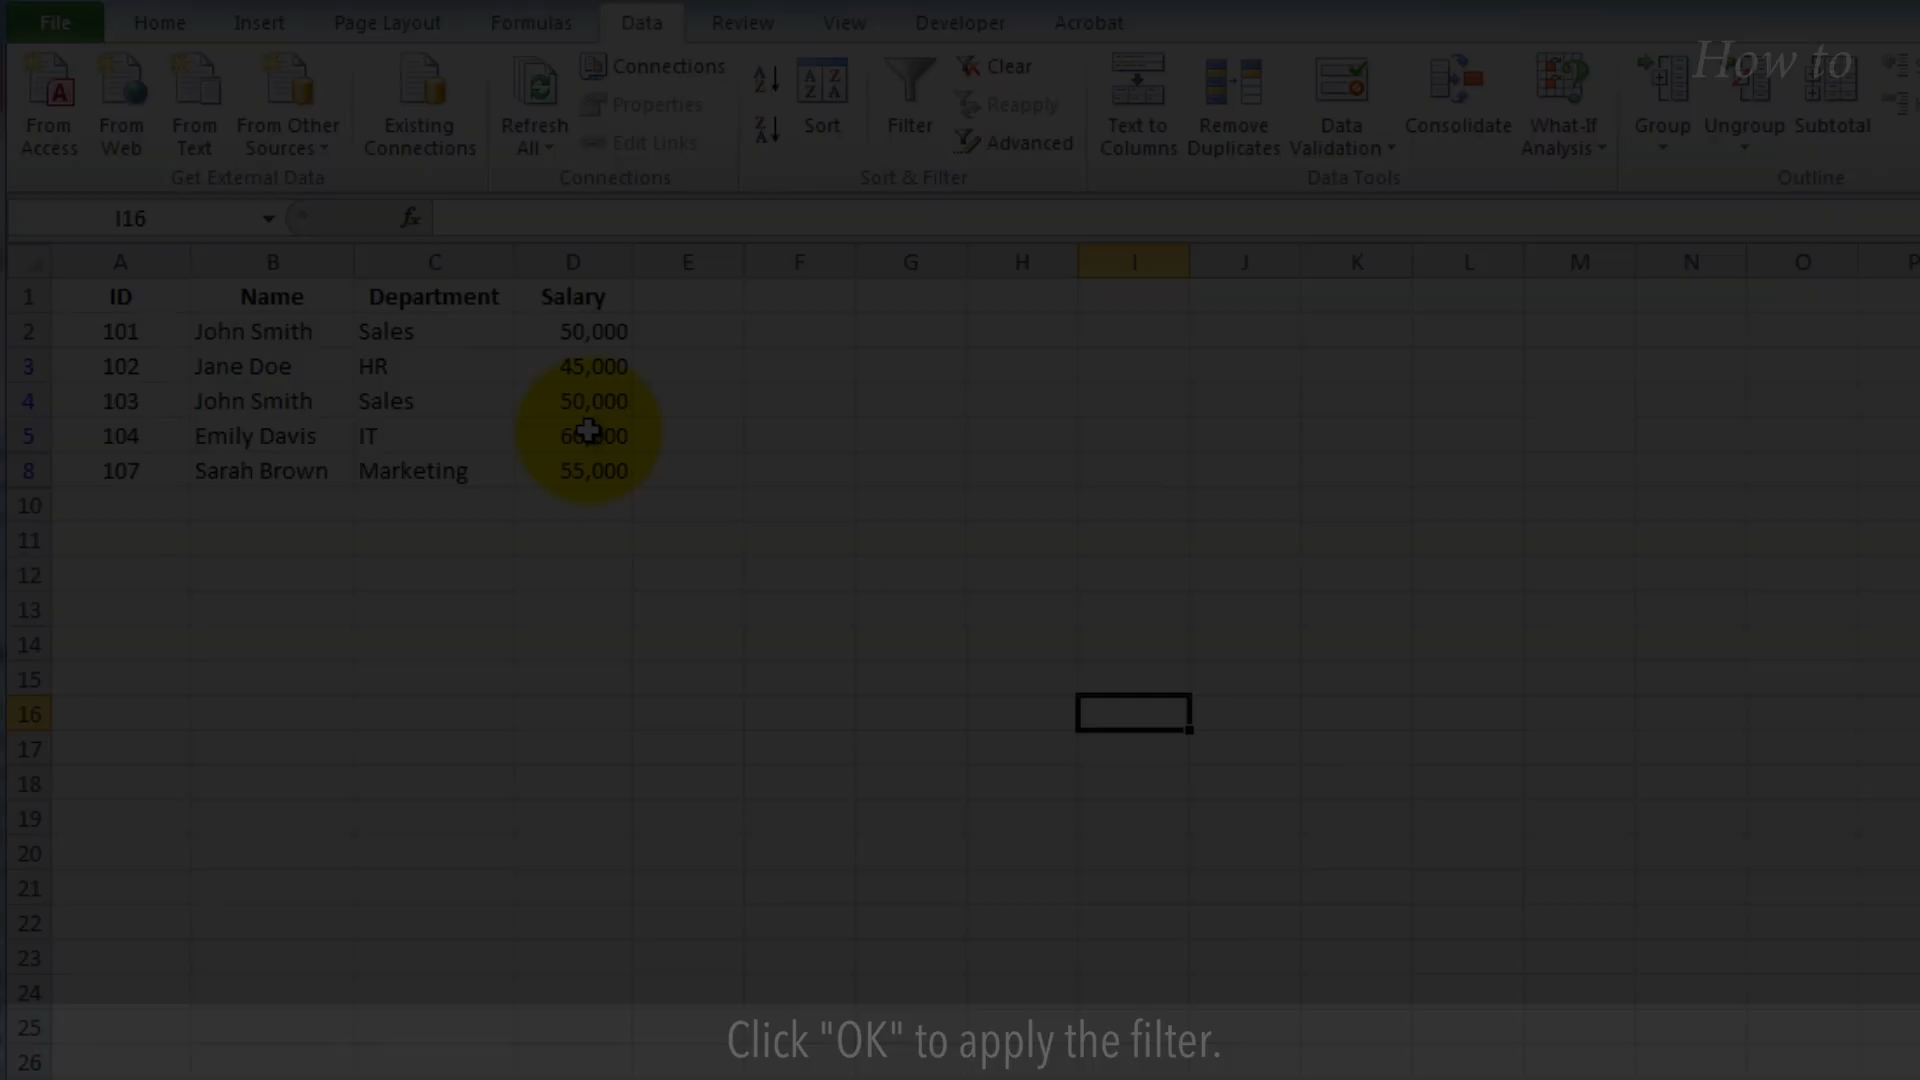 File Home Insert Page Layout Formulas Data Review View Developer Acrobat
How to
From Access
From Web
From Text
From Other Sources
Existing Connections
Refresh All
Connections
Properties
Edit Links
Sort
Filter
Clear
Reapply
Advanced
Text to Columns
Remove Duplicates
Data Validation
Consolidate
What-If Analysis
Group
Ungroup
Subtotal
Get External Data Connections Sort & Filter Data Tools Outline
I16 fx
A B C D E F G H I J K L M N O P
1 ID Name Department Salary
2 101 John Smith Sales 50,000
3 102 Jane Doe HR 45,000
4 103 John Smith Sales 50,000
5 104 Emily Davis IT
8 107 Sarah Brown Marketing 55,000
10
11
12
13
14
15
16
17
18
19
20
21
22
23
24
25
26
Click "OK" to apply the filter.